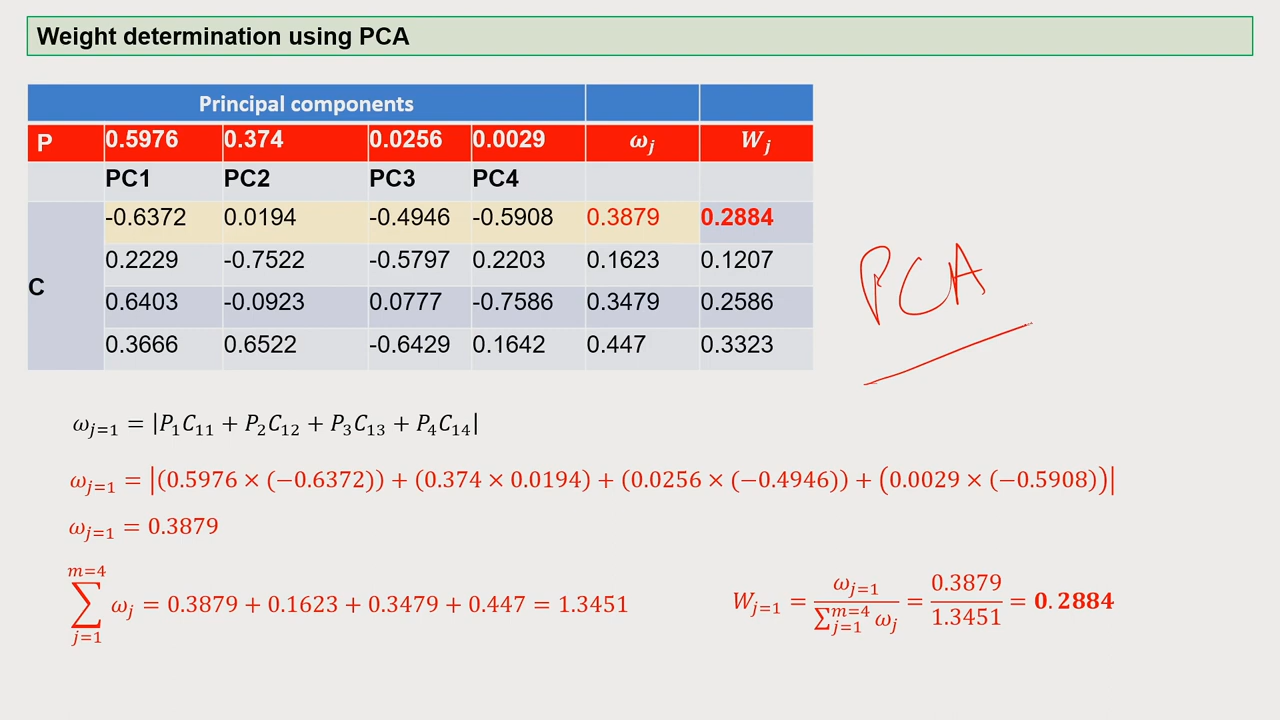 Weight determination using PCA
Principal components
P 0.5976 0.374 0.0256 0.0029 ωⱼ Wⱼ
PC1 PC2 PC3 PC4
C
-0.6372 0.0194 -0.4946 -0.5908 0.3879 0.2884
0.2229 -0.7522 -0.5797 0.2203 0.1623 0.1207
0.6403 -0.0923 0.0777 -0.7586 0.3479 0.2586
0.3666 0.6522 -0.6429 0.1642 0.447 0.3323
PCA
ωⱼ₌₁ = |P₁C₁₁ + P₂C₁₂ + P₃C₁₃ + P₄C₁₄|
ωⱼ₌₁ = |(0.5976 × (−0.6372)) + (0.374 × 0.0194) + (0.0256 × (−0.4946)) + (0.0029 × (−0.5908))|
ωⱼ₌₁ = 0.3879
∑_{j=1}^{m=4} ωⱼ = 0.3879 + 0.1623 + 0.3479 + 0.447 = 1.3451
Wⱼ₌₁ = ωⱼ₌₁ / ∑_{j=1}^{m=4} ωⱼ = 0.3879 / 1.3451 = 0.2884